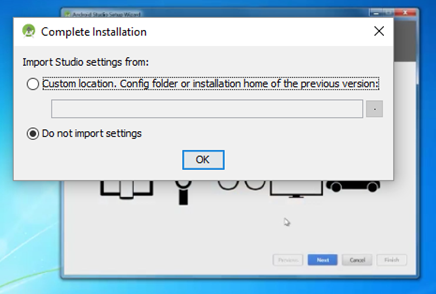 Android Studio Setup Wizard
Complete Installation
Import Studio settings from:
Custom location. Config folder or installation home of the previous version:
Do not import settings
OK
Previous Next Cancel Finish